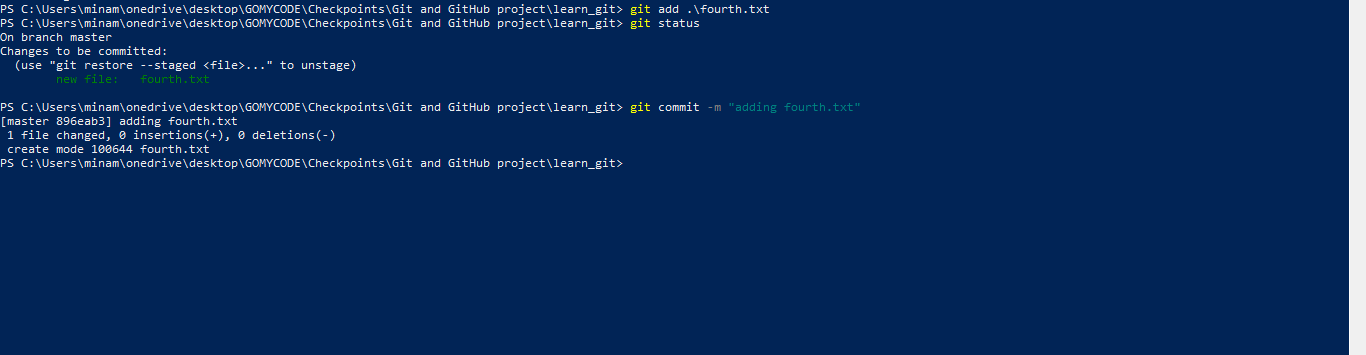 PS C:\Users\minam\onedrive\desktop\GOMYCODE\Checkpoints\Git and GitHub project\learn_git> git add .\fourth.txt
PS C:\Users\minam\onedrive\desktop\GOMYCODE\Checkpoints\Git and GitHub project\learn_git> git status
On branch master
Changes to be committed:
  (use "git restore --staged <file>..." to unstage)
        new file:   fourth.txt

PS C:\Users\minam\onedrive\desktop\GOMYCODE\Checkpoints\Git and GitHub project\learn_git> git commit -m "adding fourth.txt"
[master 896eab3] adding fourth.txt
 1 file changed, 0 insertions(+), 0 deletions(-)
 create mode 100644 fourth.txt
PS C:\Users\minam\onedrive\desktop\GOMYCODE\Checkpoints\Git and GitHub project\learn_git>